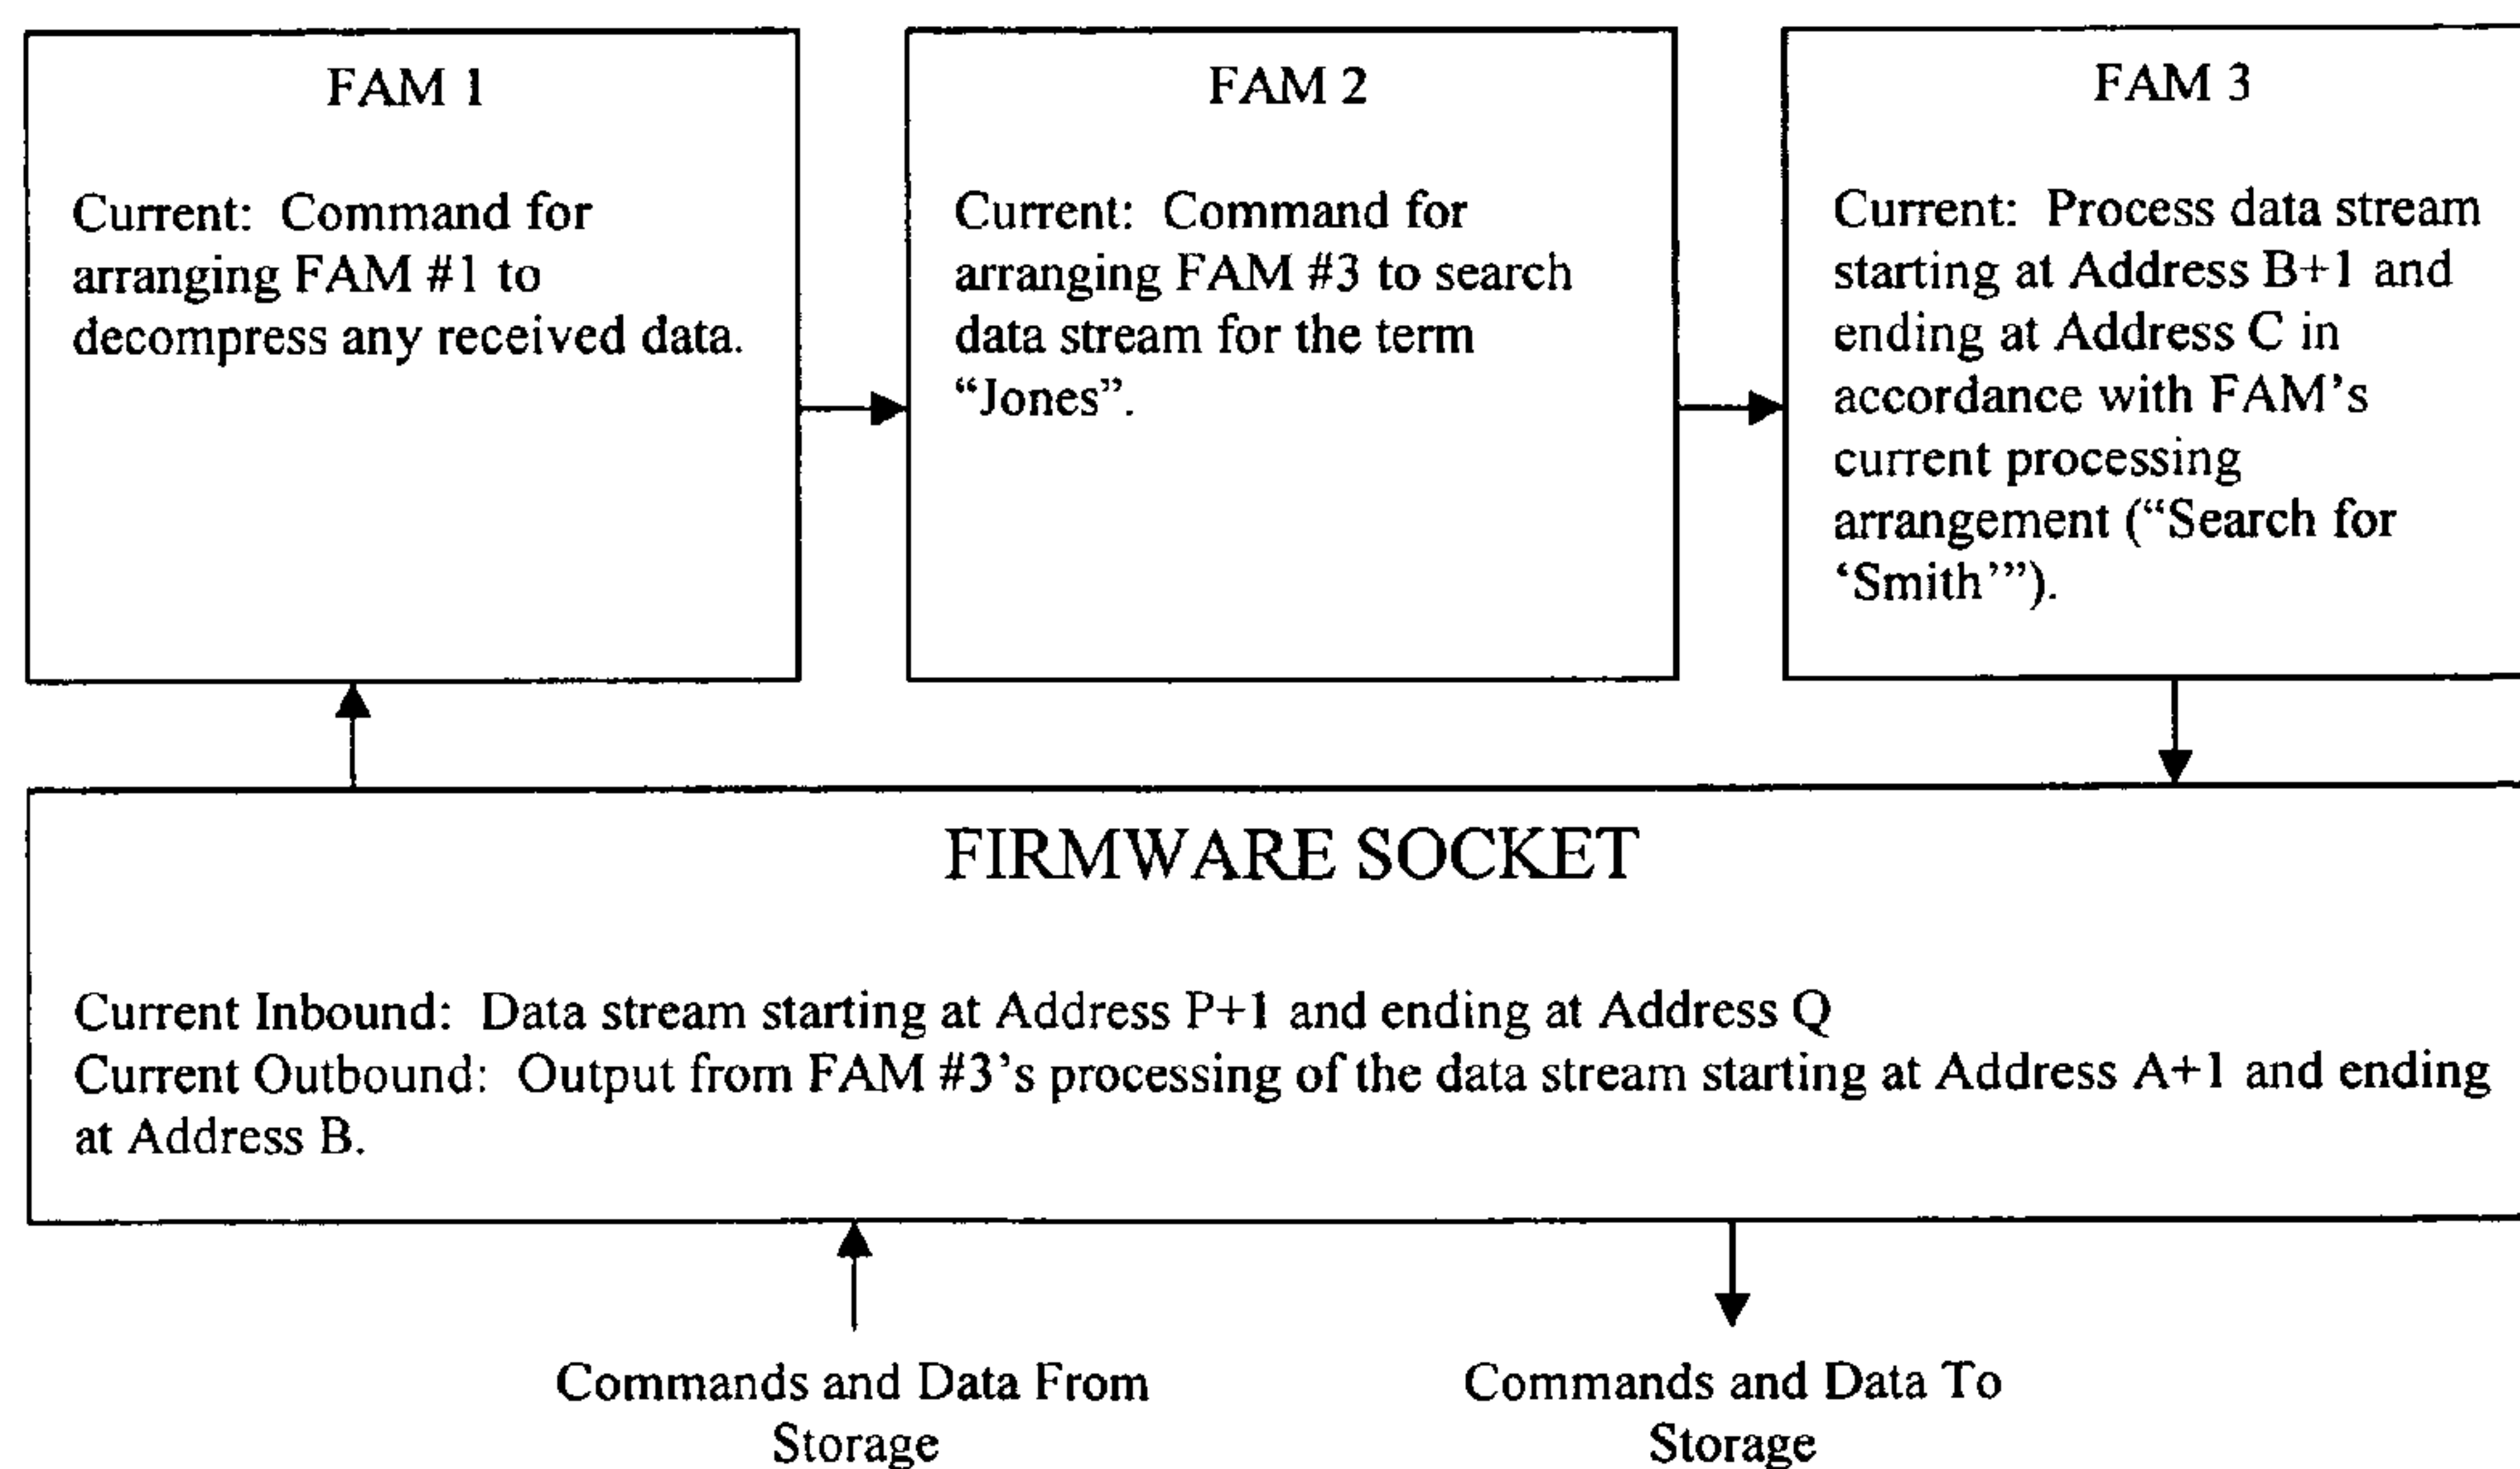 FAM 1
Current: Command for
arranging FAM #1 to
decompress any received data.
FAM 2
Current: Command for
arranging FAM #3 to search
data stream for the term
“Jones”.
FAM 3
Current: Process data stream
starting at Address B+1 and
ending at Address C in
accordance with FAM’s
current processing
arrangement (“Search for
‘Smith’”).
FIRMWARE SOCKET
Current Inbound: Data stream starting at Address P+1 and ending at Address Q
Current Outbound: Output from FAM #3’s processing of the data stream starting at Address A+1 and ending
at Address B.
Commands and Data From
Storage
Commands and Data To
Storage